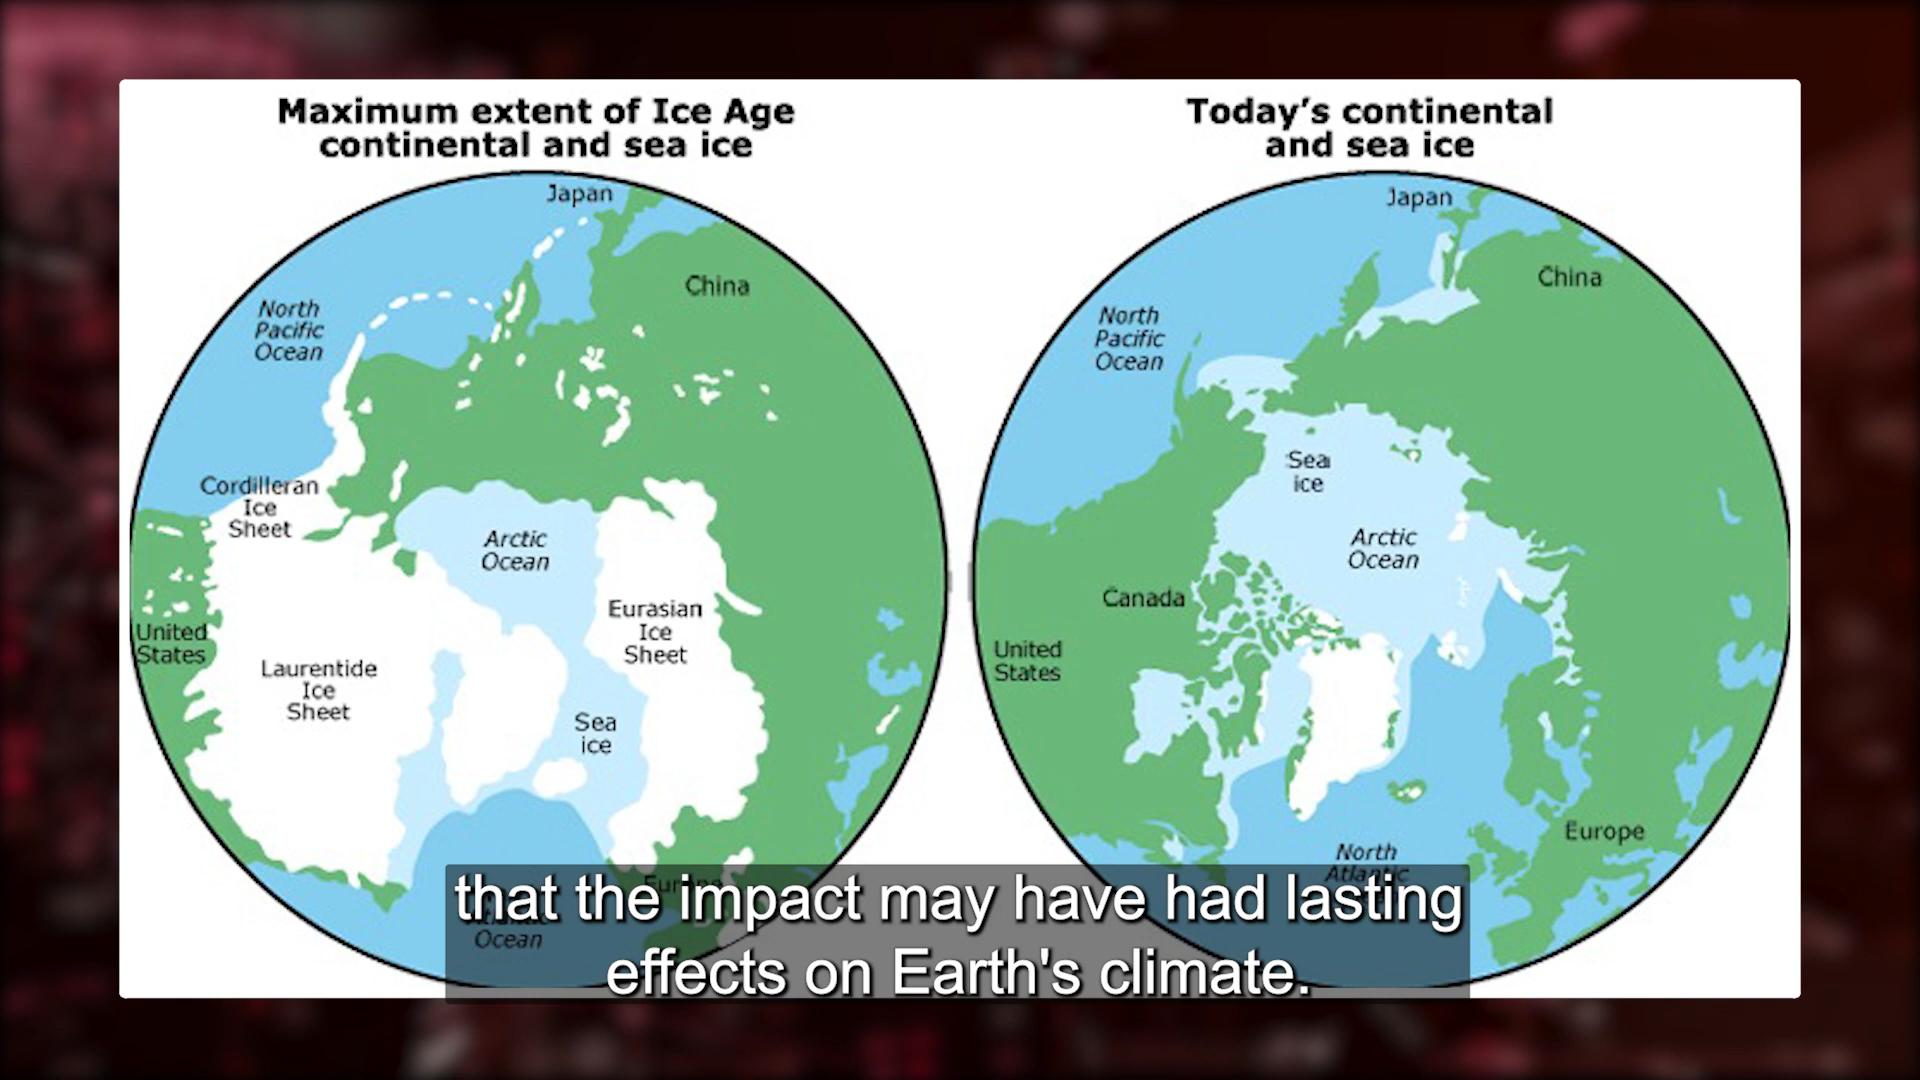 Maximum extent of Ice Age
continental and sea ice
Japan
China
North
Pacific
Ocean
Cordilleran
Ice
Sheet
Arctic
Ocean
United
States
Laurentide
Ice
Sheet
Eurasian
Ice
Sheet
Sea
ice
Europe
Atlantic
Ocean
Today's continental
and sea ice
Japan
China
North
Pacific
Ocean
Sea
ice
Arctic
Ocean
Canada
United
States
Europe
North
Atlantic
that the impact may have had lasting
effects on Earth's climate.